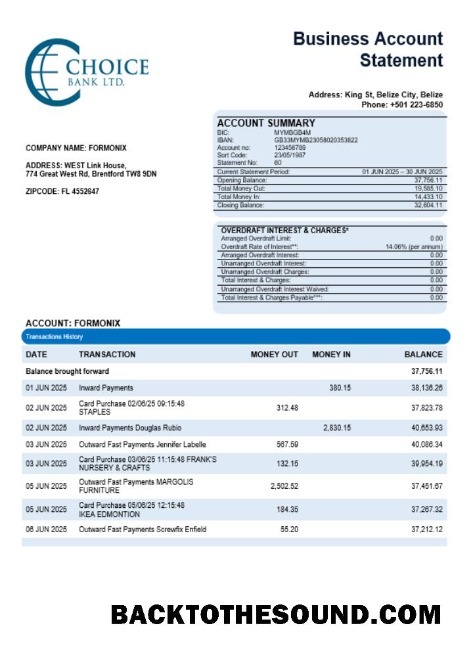 CHOICE
BANK LTD.
Business Account
Statement
Address: King St, Belize City, Belize
Phone: +501 223-6850
COMPANY NAME: FORMONIX
ADDRESS: WEST Link House,
774 Great West Rd, Brentford TW8 9DN
ZIPCODE: FL 4552647
ACCOUNT SUMMARY
BIC: MYMBGB4M
IBAN: GB33MYMB23058020353822
Account no: 123456789
Sort Code: 23/05/1987
Statement No: 60
Current Statement Period: 01 JUN 2025 – 30 JUN 2025
Opening Balance: 37,756.11
Total Money Out: 19,585.10
Total Money In: 14,433.10
Closing Balance: 32,604.11
OVERDRAFT INTEREST & CHARGES*
Arranged Overdraft Limit: 0.00
Overdraft Rate of Interest**: 14.06% (per annum)
Arranged Overdraft Interest: 0.00
Unarranged Overdraft Interest: 0.00
Unarranged Overdraft Charges: 0.00
Total Interest & Charges: 0.00
Unarranged Overdraft Interest Waived: 0.00
Total Interest & Charges Payable***: 0.00
ACCOUNT: FORMONIX
Transactions History
DATE TRANSACTION MONEY OUT MONEY IN BALANCE
Balance brought forward 37,756.11
01 JUN 2025 Inward Payments 380.15 38,136.26
02 JUN 2025 Card Purchase 02/06/25 09:15:48 STAPLES 312.48 37,823.78
02 JUN 2025 Inward Payments Douglas Rubio 2,830.15 40,653.93
03 JUN 2025 Outward Fast Payments Jennifer Labelle 567.59 40,086.34
03 JUN 2025 Card Purchase 03/06/25 11:15:48 FRANK'S NURSERY & CRAFTS 132.15 39,954.19
05 JUN 2025 Outward Fast Payments MARGOLIS FURNITURE 2,502.52 37,451.67
05 JUN 2025 Card Purchase 05/06/25 12:15:48 IKEA EDMONTION 184.35 37,267.32
06 JUN 2025 Outward Fast Payments Screwfix Enfield 55.20 37,212.12
BACKTOTHESOUND.COM